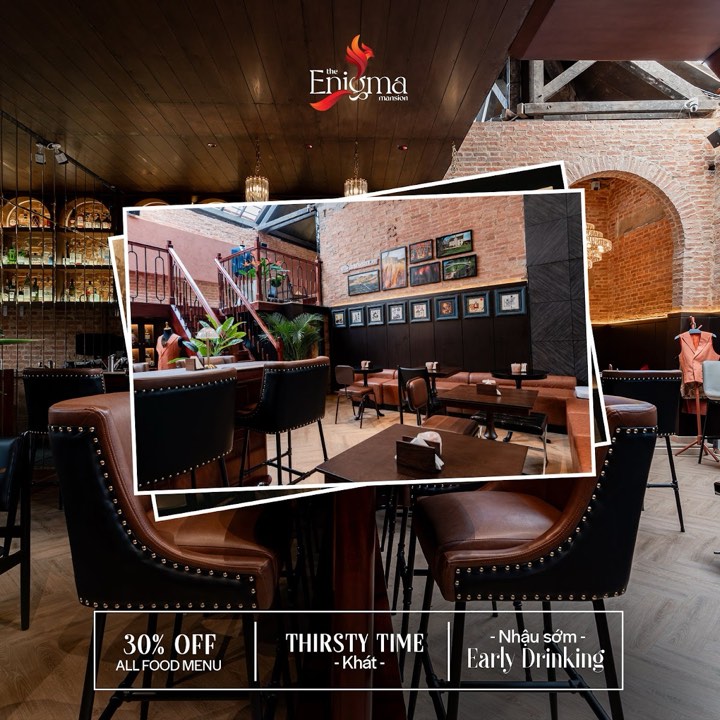 the
Enigma
mansion
30% OFF
ALL FOOD MENU
THIRSTY TIME
- Khát -
- Nhậu sớm -
Early Drinking